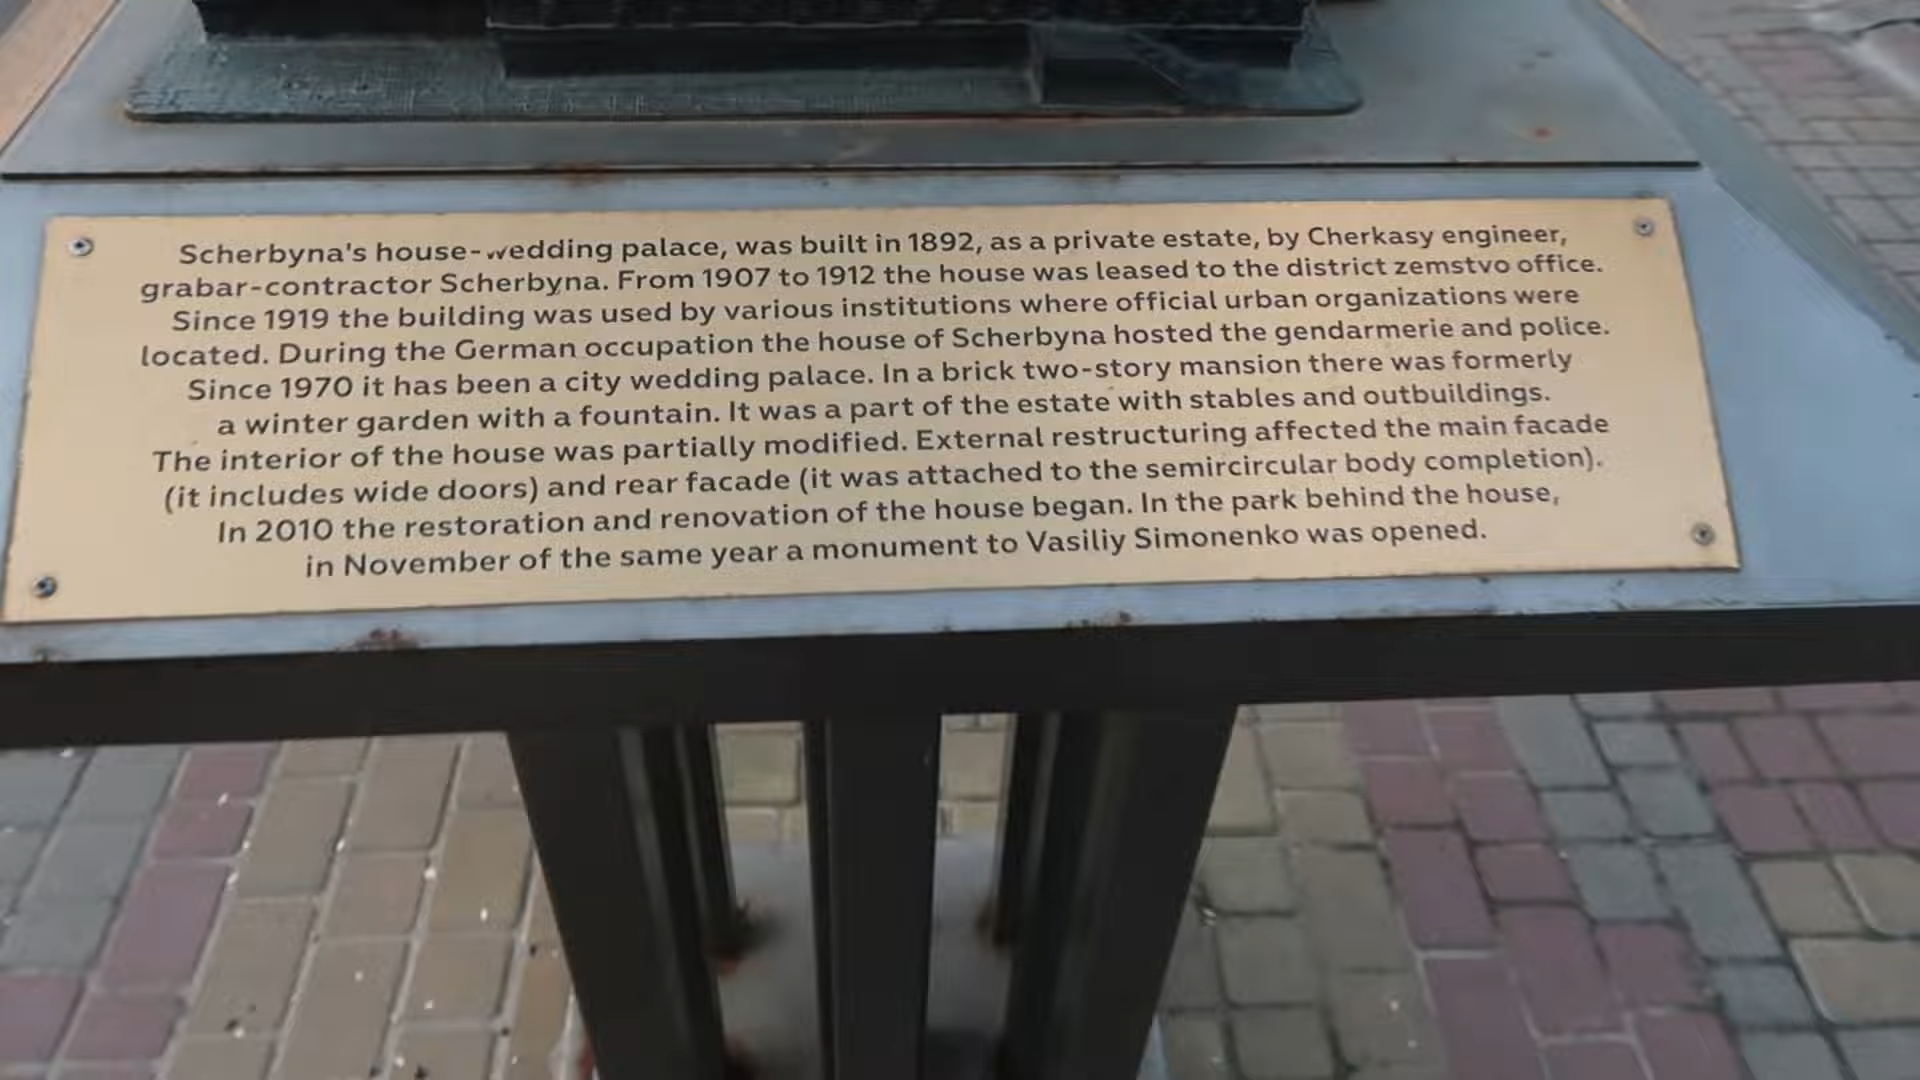 Scherbyna's house-wedding palace, was built in 1892, as a private estate, by Cherkasy engineer,
grabar-contractor Scherbyna. From 1907 to 1912 the house was leased to the district zemstvo office.
Since 1919 the building was used by various institutions where official urban organizations were
located. During the German occupation the house of Scherbyna hosted the gendarmerie and police.
Since 1970 it has been a city wedding palace. In a brick two-story mansion there was formerly
a winter garden with a fountain. It was a part of the estate with stables and outbuildings.
The interior of the house was partially modified. External restructuring affected the main facade
(it includes wide doors) and rear facade (it was attached to the semircircular body completion).
In 2010 the restoration and renovation of the house began. In the park behind the house,
in November of the same year a monument to Vasiliy Simonenko was opened.